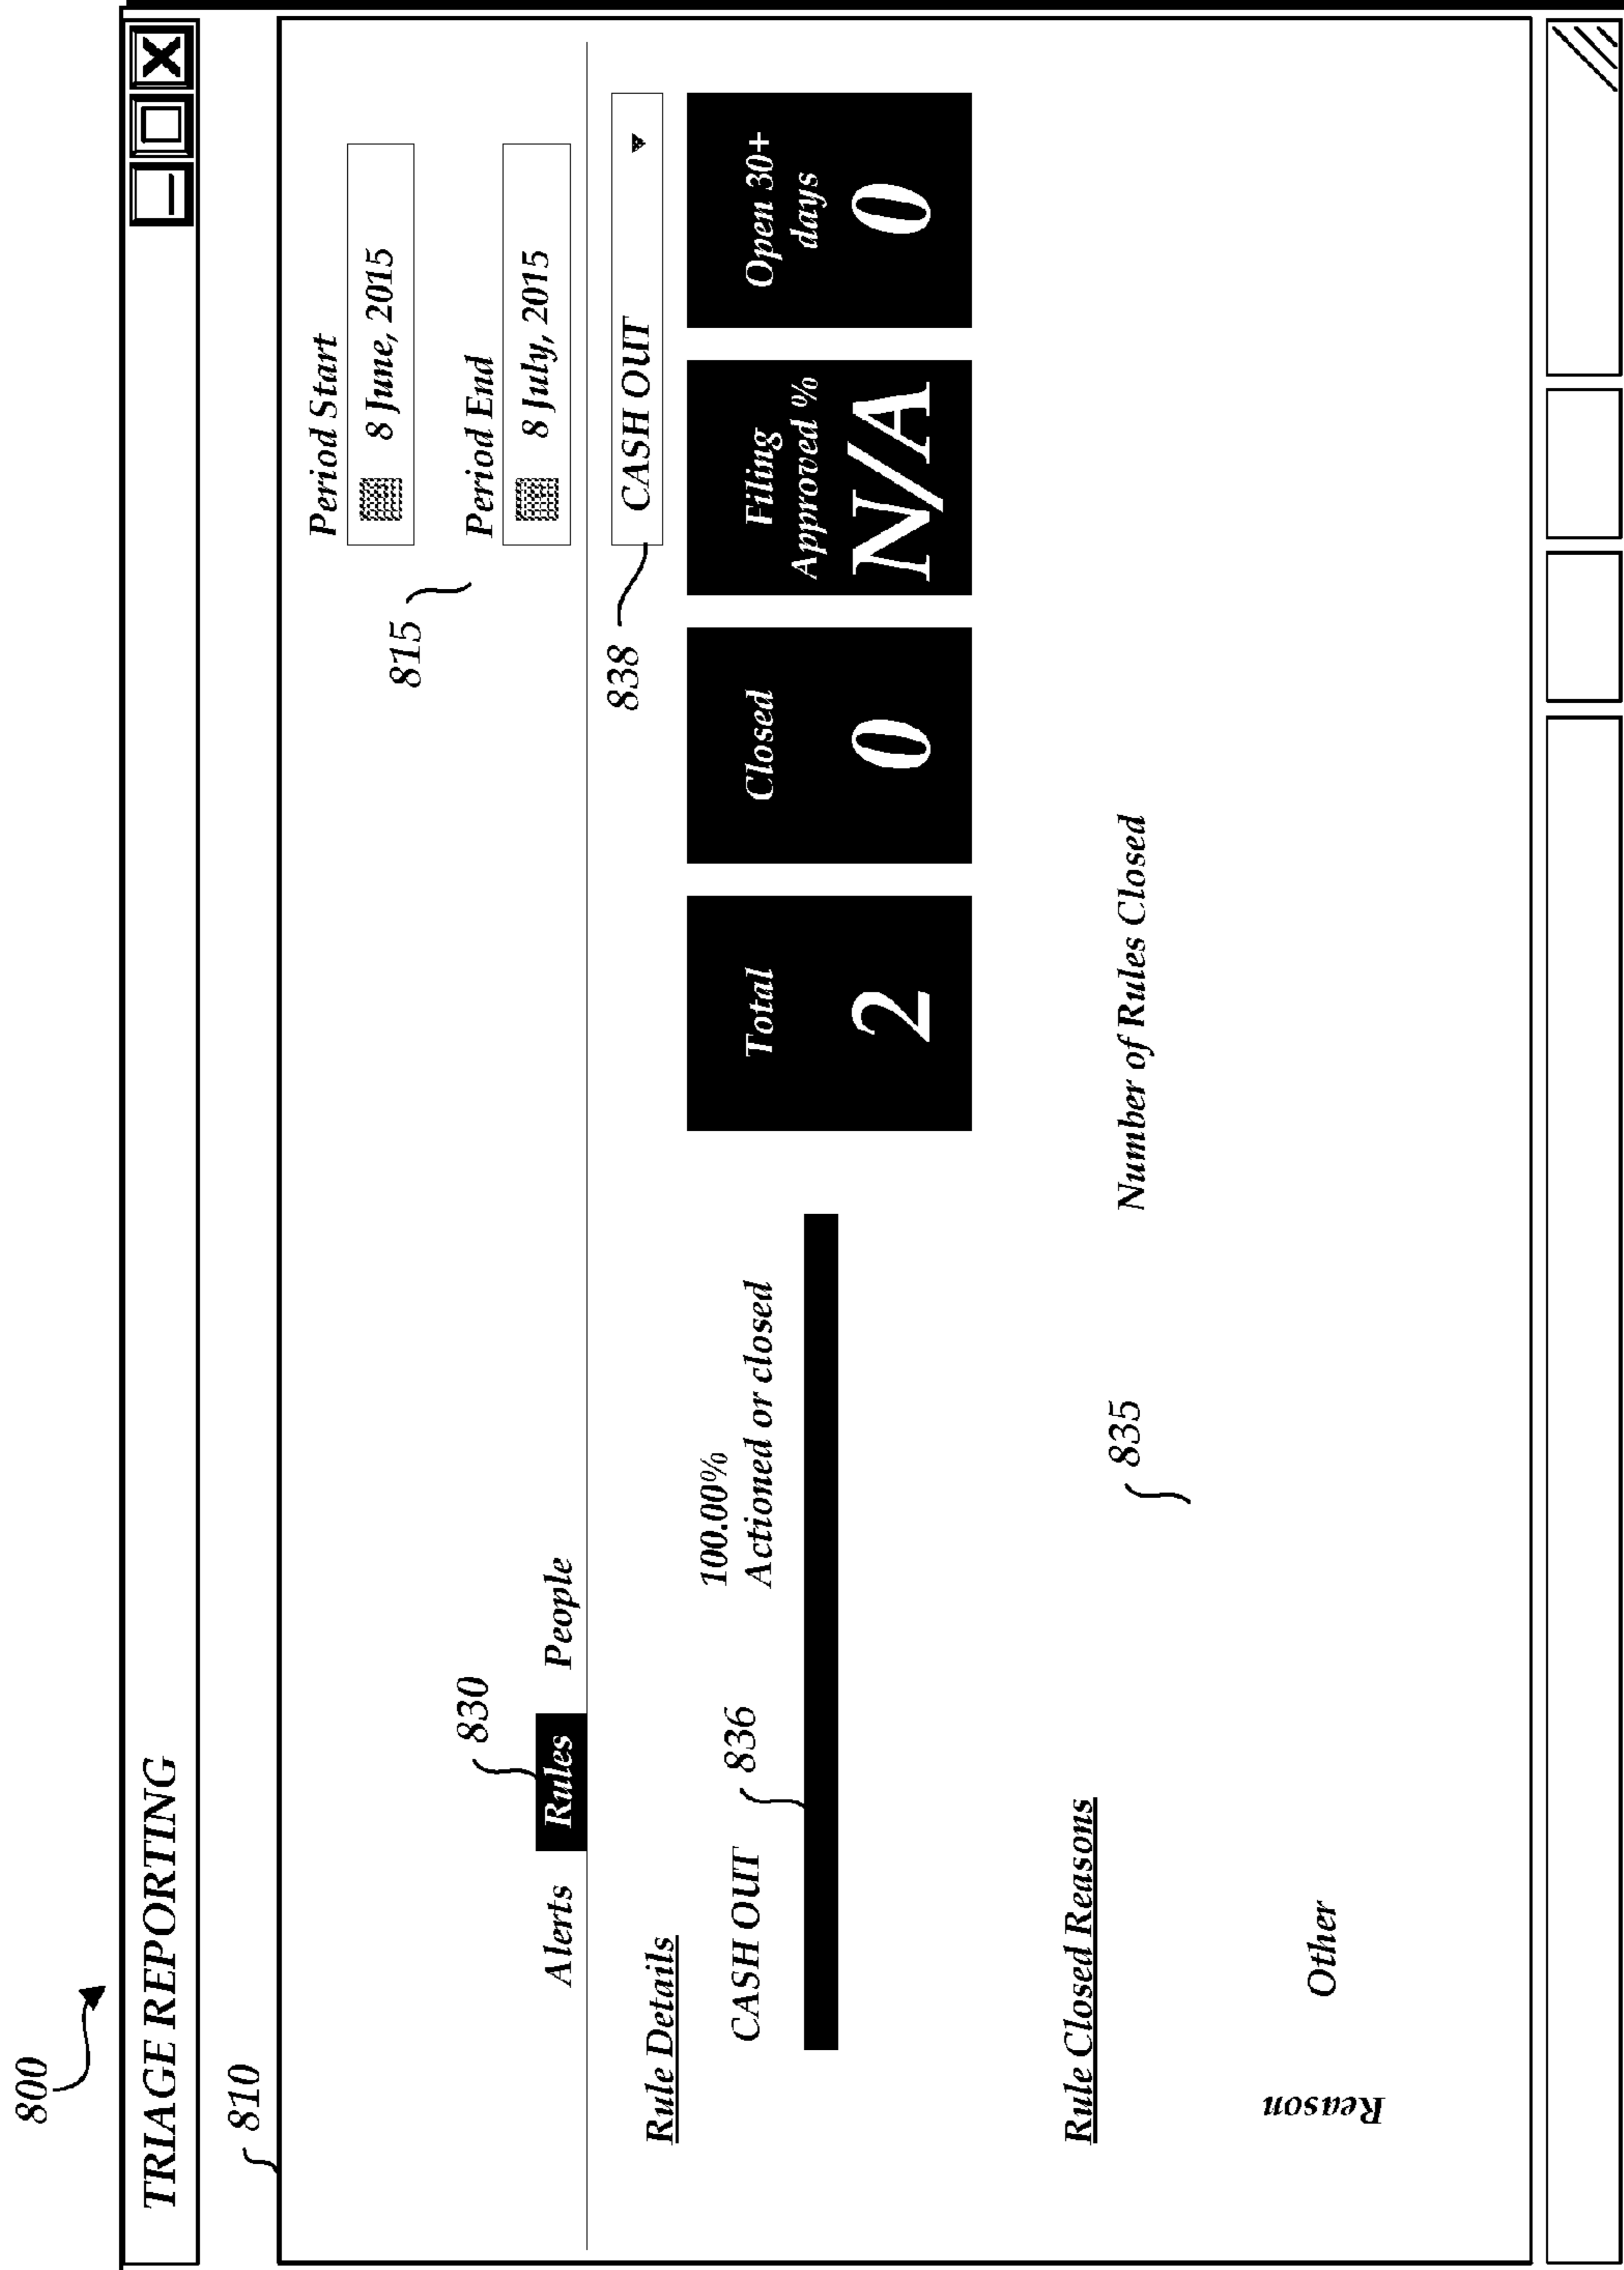 800
TRIAGE REPORTING
810
Period Start
8 June, 2015
815
Period End
8 July, 2015
830
Alerts Rules People
Rule Details
838
CASH OUT
CASH OUT
836
100.00%
Actioned or closed
Total
2
Closed
0
Filing
Approved %
N/A
Open 30+
days
0
Rule Closed Reasons
835
Number of Rules Closed
Reason
Other